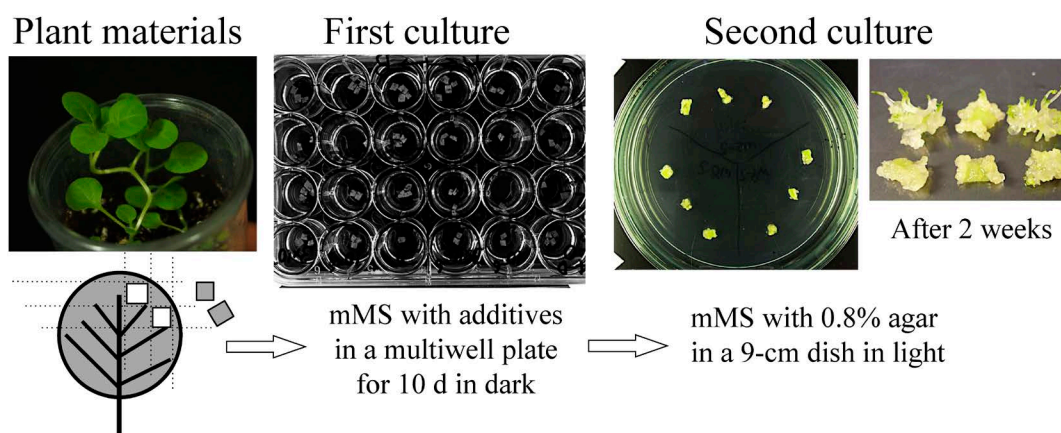 Plant materials
First culture
Second culture
After 2 weeks
mMS with additives
in a multiwell plate
for 10 d in dark
mMS with 0.8% agar
in a 9-cm dish in light